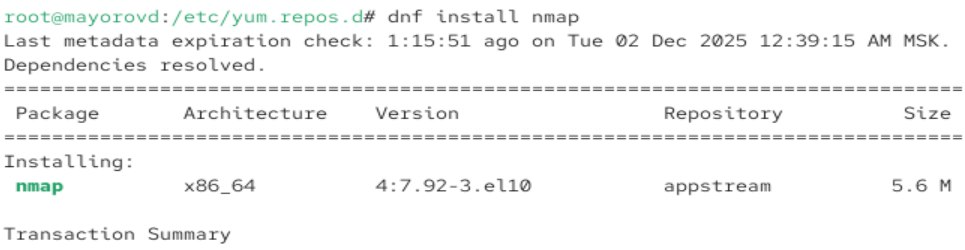 root@mayorovd:/etc/yum.repos.d# dnf install nmap
Last metadata expiration check: 1:15:51 ago on Tue 02 Dec 2025 12:39:15 AM MSK.
Dependencies resolved.
================================================================================
 Package       Architecture    Version                 Repository          Size
================================================================================
Installing:
 nmap          x86_64          4:7.92-3.el10           appstream          5.6 M
Transaction Summary